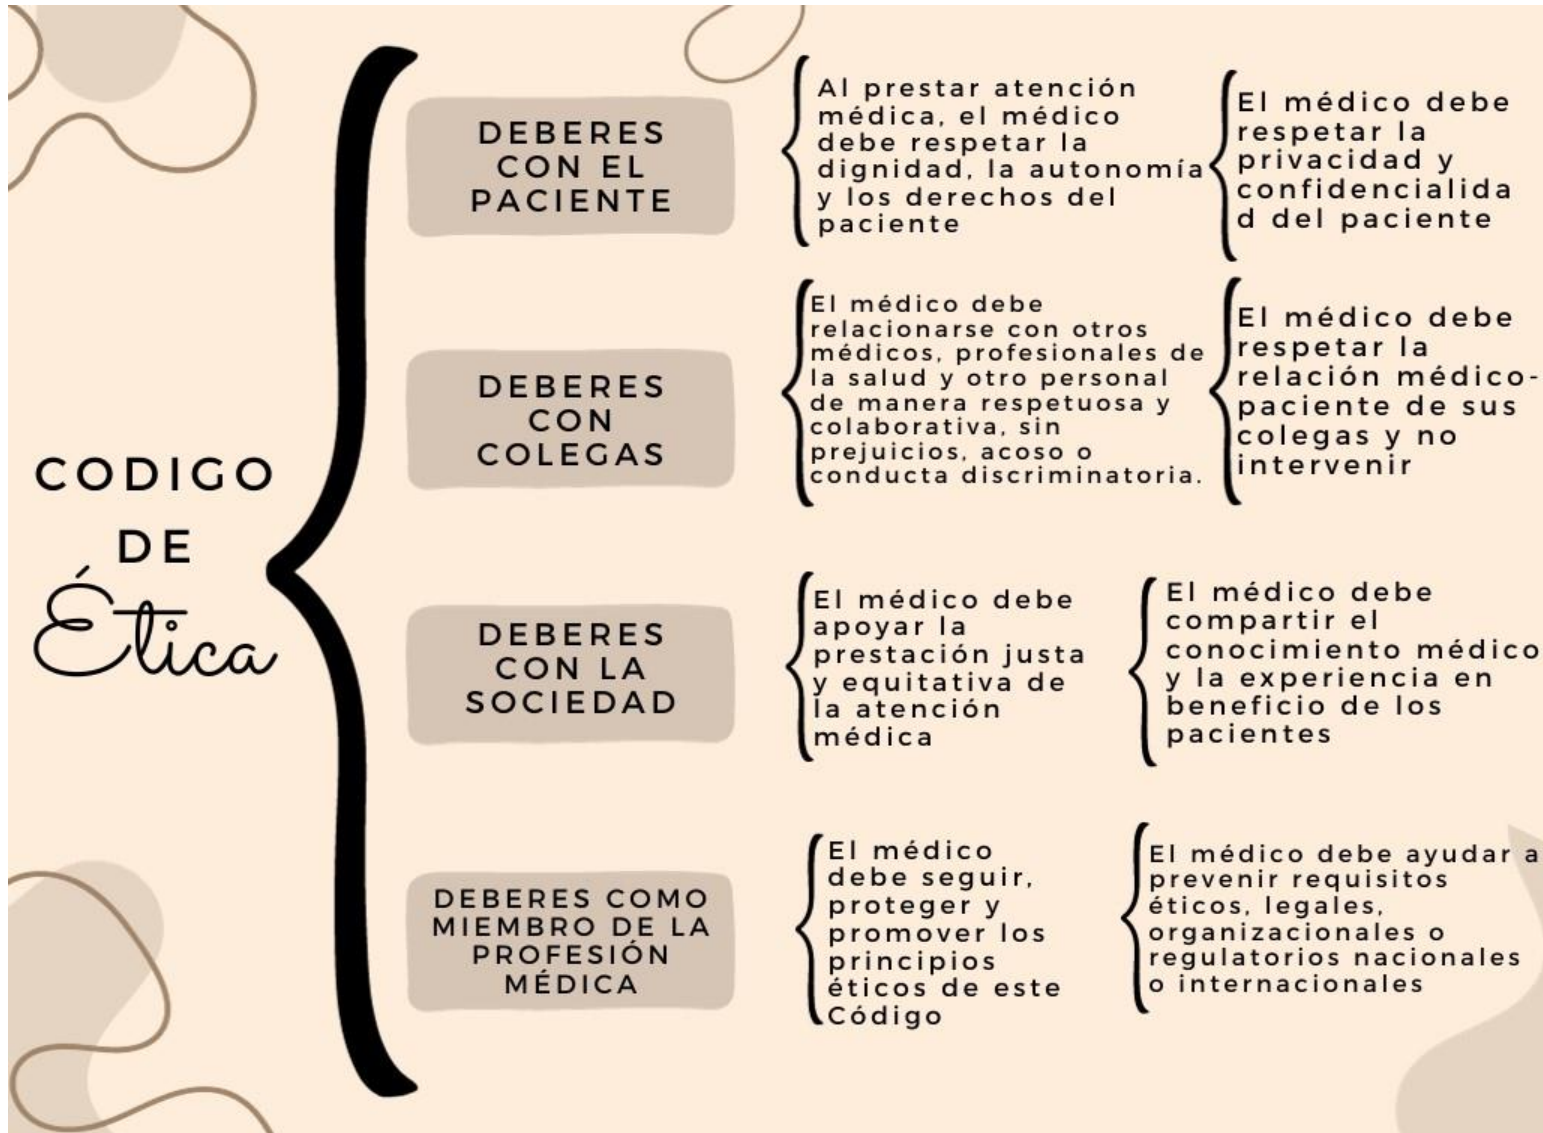 CODIGO
DE
Ética
DEBERES
CON EL
PACIENTE
Al prestar atención
médica, el médico
debe respetar la
dignidad, la autonomía
y los derechos del
paciente
El médico debe
respetar la
privacidad y
confidencialida
d del paciente
DEBERES
CON
COLEGAS
El médico debe
relacionarse con otros
médicos, profesionales de
la salud y otro personal
de manera respetuosa y
colaborativa, sin
prejuicios, acoso o
conducta discriminatoria.
El médico debe
respetar la
relación médico-
paciente de sus
colegas y no
intervenir
DEBERES
CON LA
SOCIEDAD
El médico debe
apoyar la
prestación justa
y equitativa de
la atención
médica
El médico debe
compartir el
conocimiento médico
y la experiencia en
beneficio de los
pacientes
DEBERES COMO
MIEMBRO DE LA
PROFESIÓN
MÉDICA
El médico
debe seguir,
proteger y
promover los
principios
éticos de este
Código
El médico debe ayudar a
prevenir requisitos
éticos, legales,
organizacionales o
regulatorios nacionales
o internacionales